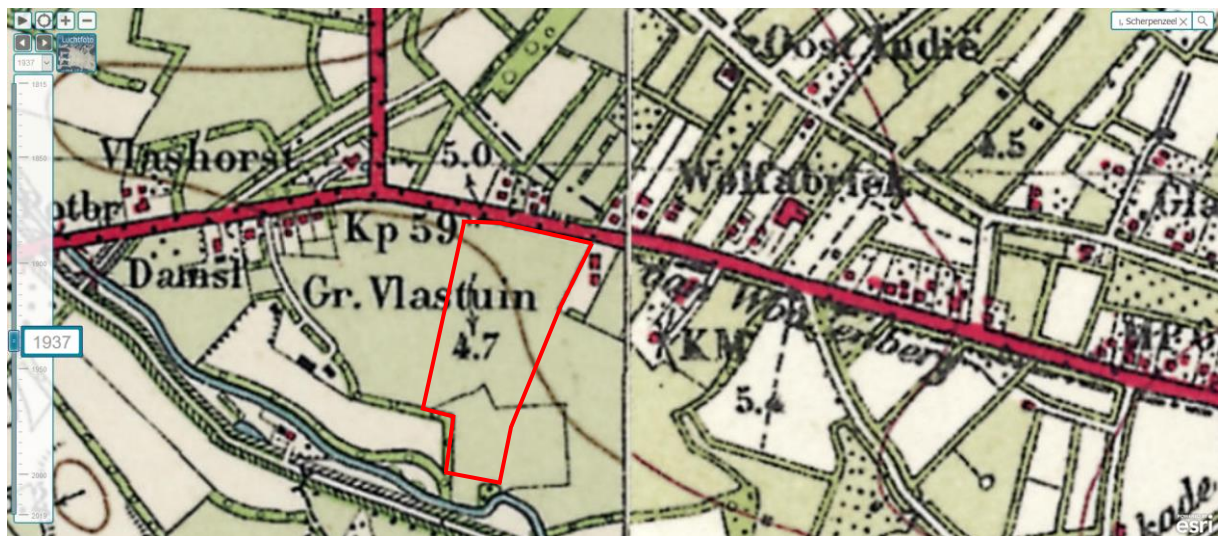 , Scherpenzeel
Luchtfoto
1937
1815
1850
1900
1937
1950
2000
2019
Oost Indie
Vlashorst
5.0
4.5
Wolfabriek
Kp 59
Damsl
Gr. Vlastuin
4.7
KM
5.4
esri